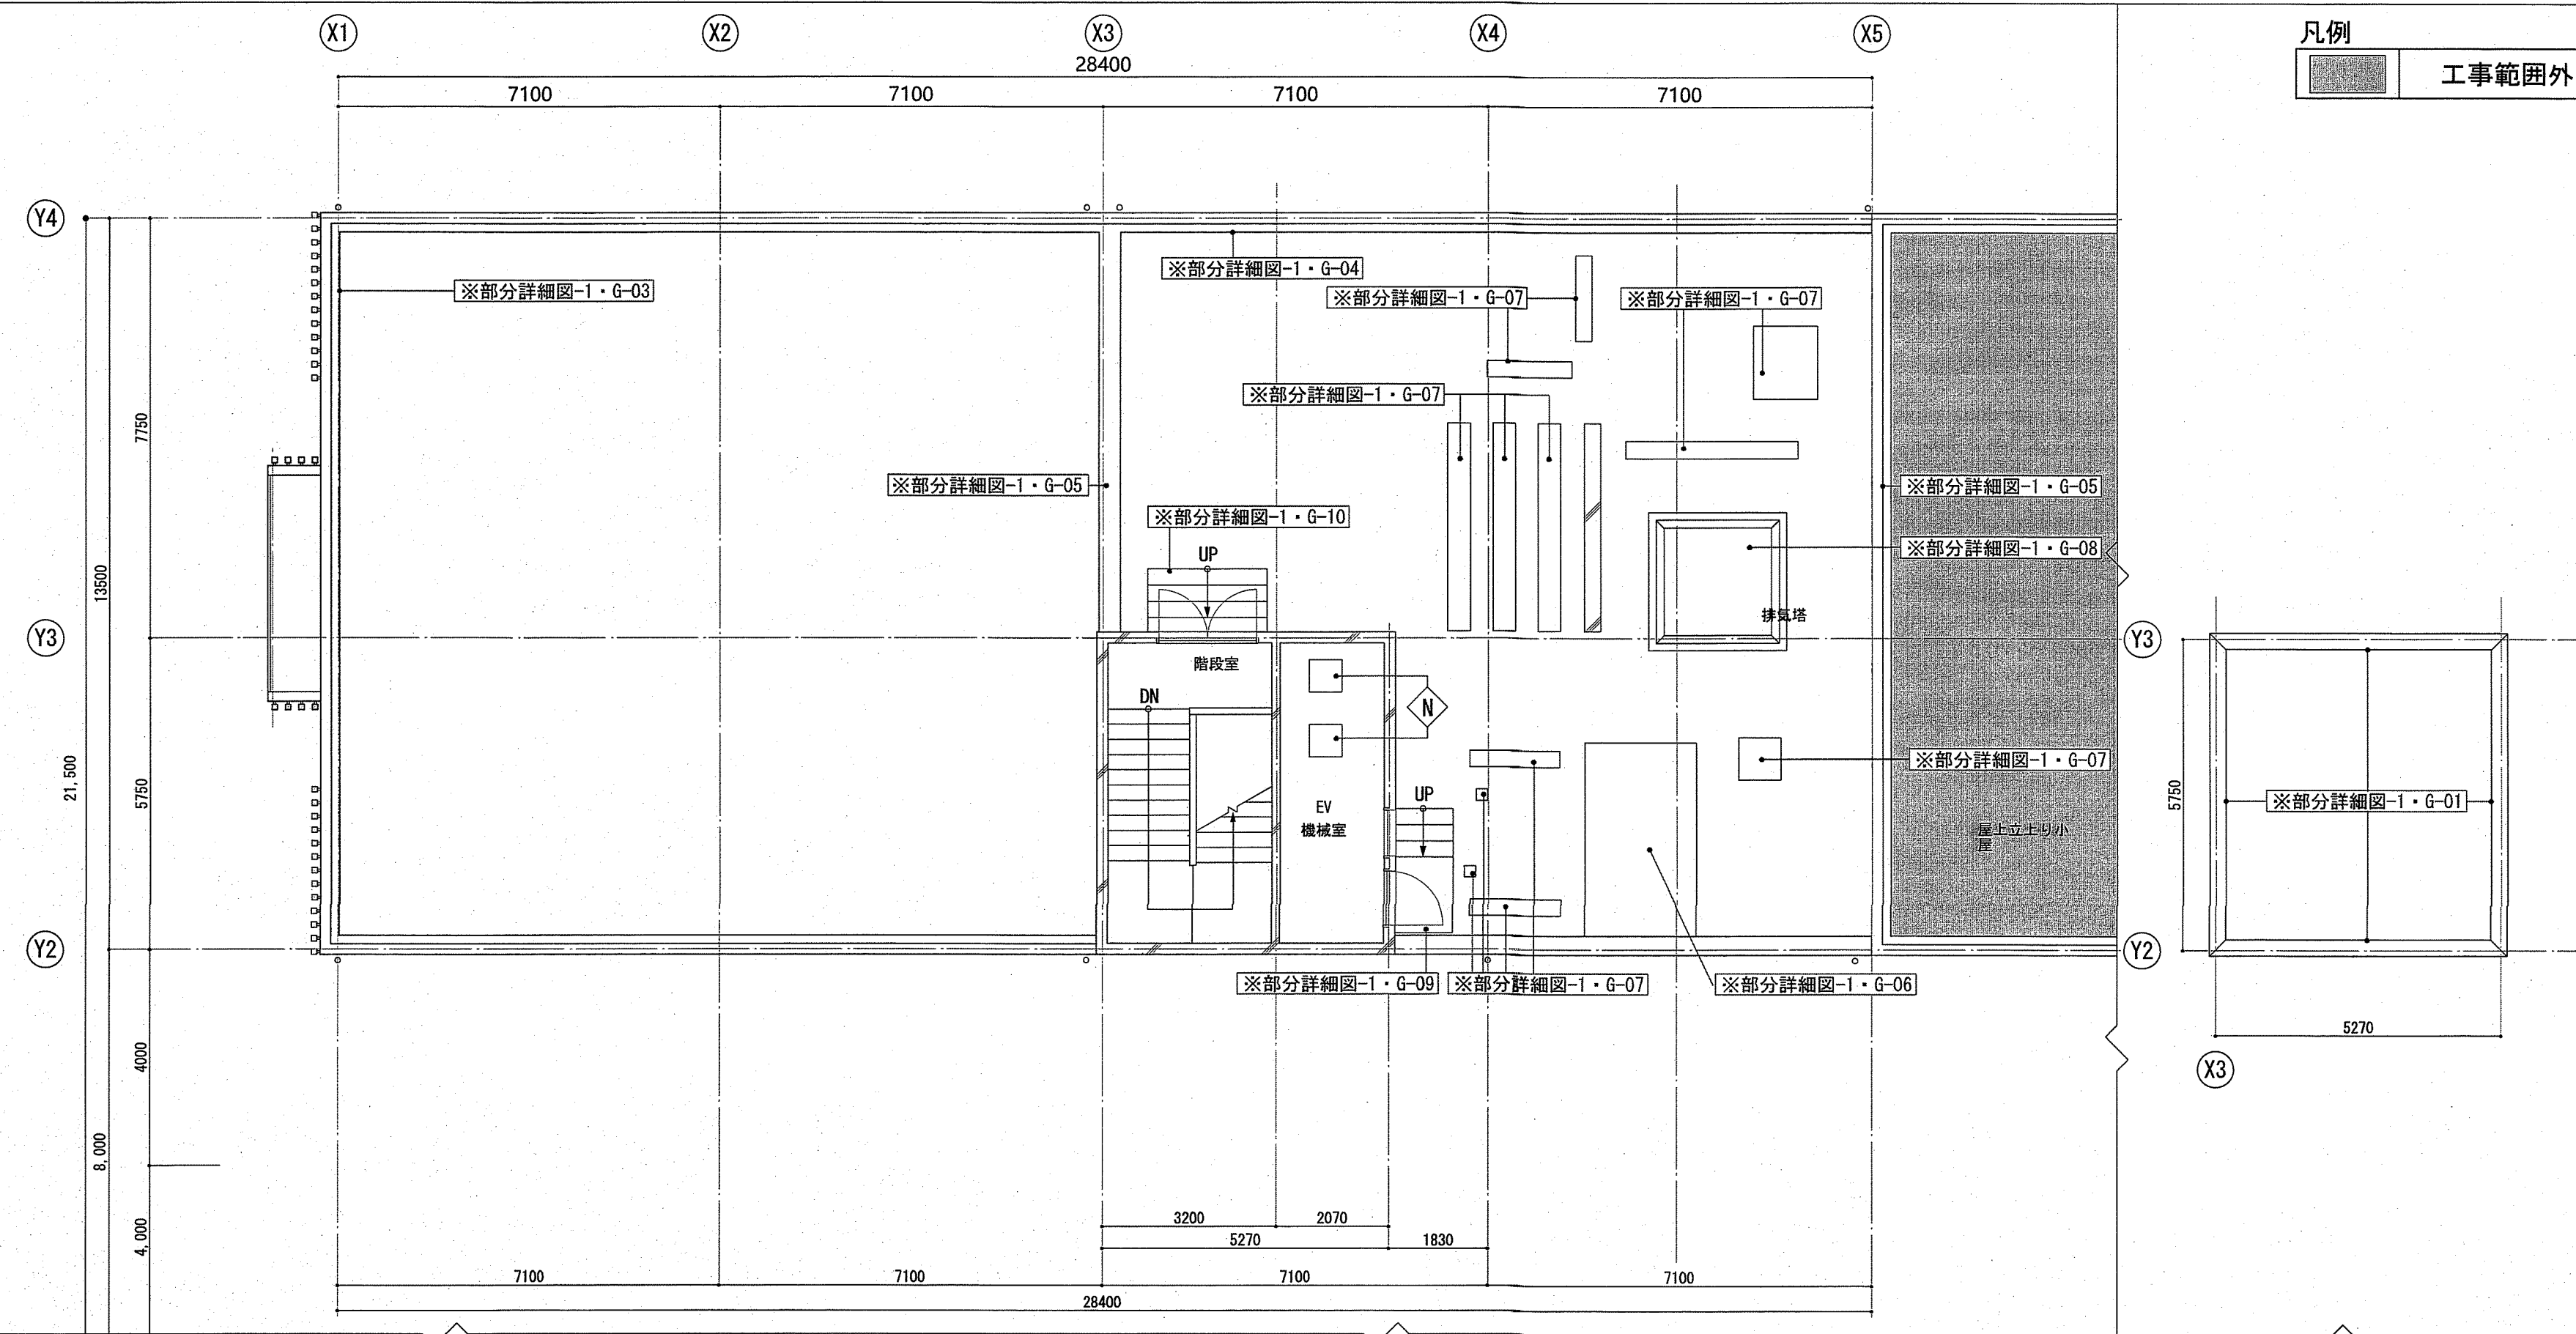 X1
X2
X3
X4
X5
凡例
工事範囲外
28400
7100
7100
7100
7100
Y4
※部分詳細図-1・G-04
※部分詳細図-1・G-03
※部分詳細図-1・G-07
※部分詳細図-1・G-07
※部分詳細図-1・G-07
7750
※部分詳細図-1・G-05
※部分詳細図-1・G-05
※部分詳細図-1・G-10
UP
※部分詳細図-1・G-08
13500
排気塔
Y3
Y3
階段室
DN
N
21,500
5750
※部分詳細図-1・G-07
UP
EV
機械室
5750
※部分詳細図-1・G-01
屋上立上り小
屋
Y2
Y2
※部分詳細図-1・G-09
※部分詳細図-1・G-07
※部分詳細図-1・G-06
5270
X3
4000
8,000
4,000
3200
2070
5270
1830
7100
7100
7100
7100
28400